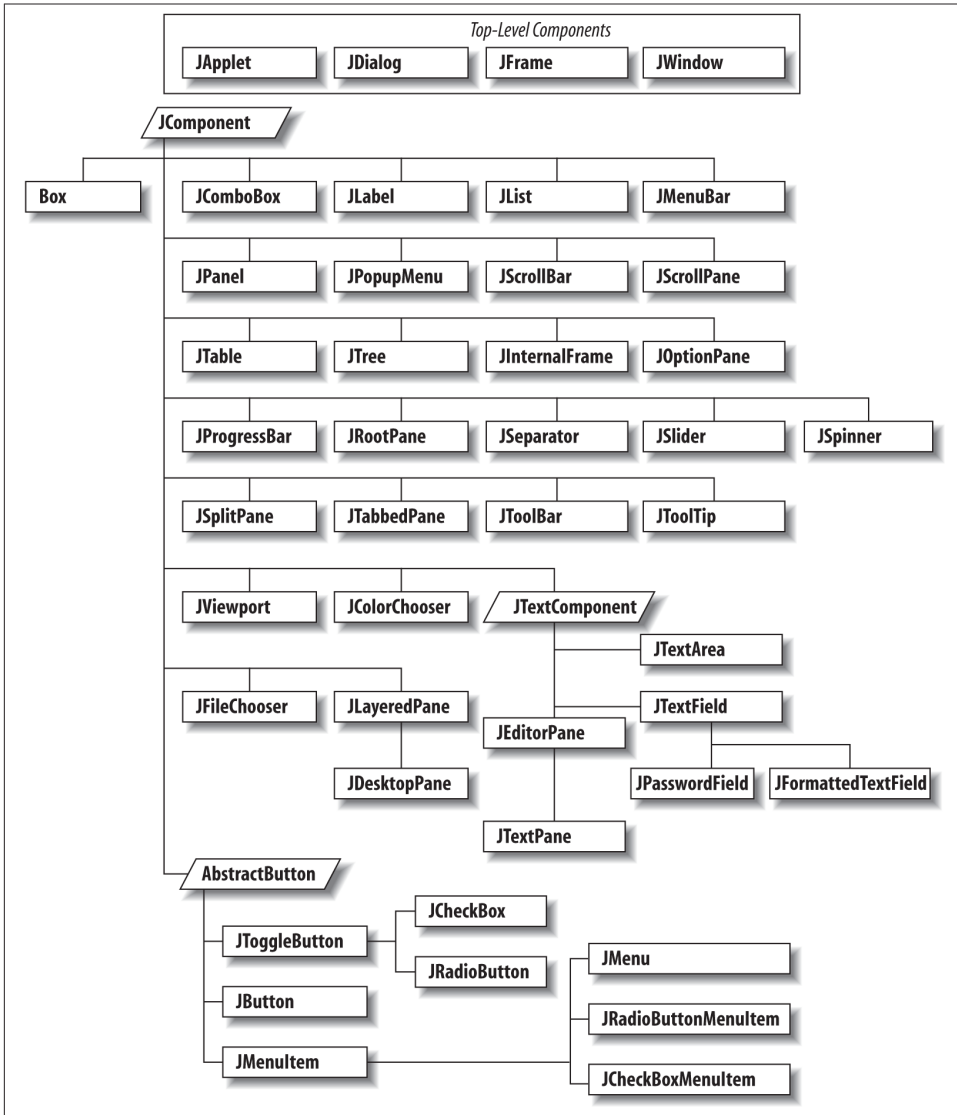 Top-Level Components
JApplet
JDialog
JFrame
JWindow
JComponent
Box
JComboBox
JLabel
JList
JMenuBar
JPanel
JPopupMenu
JScrollBar
JScrollPane
JTable
JTree
JInternalFrame
JOptionPane
JProgressBar
JRootPane
JSeparator
JSlider
JSpinner
JSplitPane
JTabbedPane
JToolBar
JToolTip
JViewport
JColorChooser
JTextComponent
JTextArea
JFileChooser
JLayeredPane
JTextField
JEditorPane
JDesktopPane
JPasswordField
JFormattedTextField
JTextPane
AbstractButton
JCheckBox
JToggleButton
JRadioButton
JMenu
JButton
JRadioButtonMenuItem
JMenuItem
JCheckBoxMenuItem